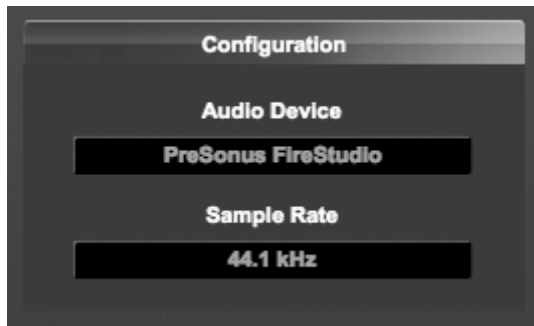 Configuration
Audio Device
PreSonus FireStudio
Sample Rate
44.1 kHz